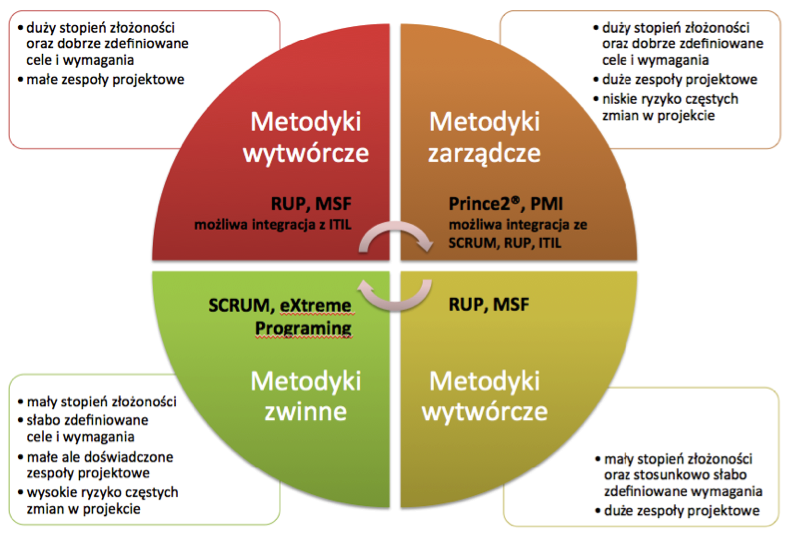 • duży stopień złożoności
oraz dobrze zdefiniowane
cele i wymagania
• małe zespoły projektowe
• duży stopień złożoności
oraz dobrze zdefiniowane
cele i wymagania
• duże zespoły projektowe
• niskie ryzyko częstych
zmian w projekcie
Metodyki
wytwórcze
RUP, MSF
możliwa integracja z ITIL
Metodyki
zarządcze
Prince2®, PMI
możliwa integracja ze
SCRUM, RUP, ITIL
SCRUM, eXtreme
Programing
Metodyki
zwinne
RUP, MSF
Metodyki
wytwórcze
• mały stopień złożoności
• słabo zdefiniowane
cele i wymagania
• małe ale doświadczone
zespoły projektowe
• wysokie ryzyko częstych
zmian w projekcie
• mały stopień złożoności
oraz stosunkowo słabo
zdefiniowane wymagania
• duże zespoły projektowe